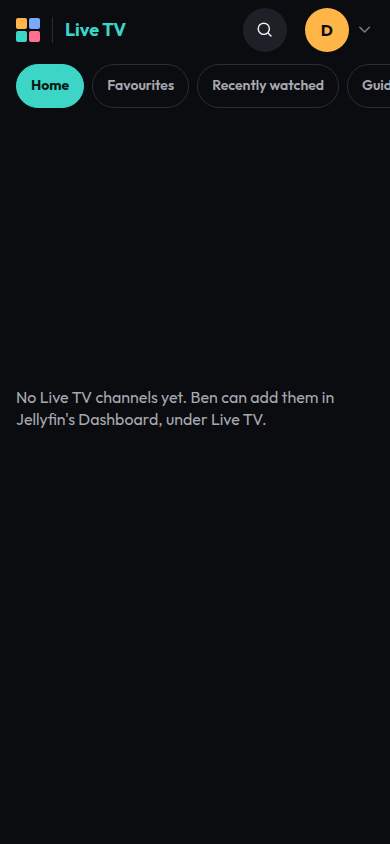 Live TV
D
Home
Favourites
Recently watched
Guid
No Live TV channels yet. Ben can add them in
Jellyfin's Dashboard, under Live TV.